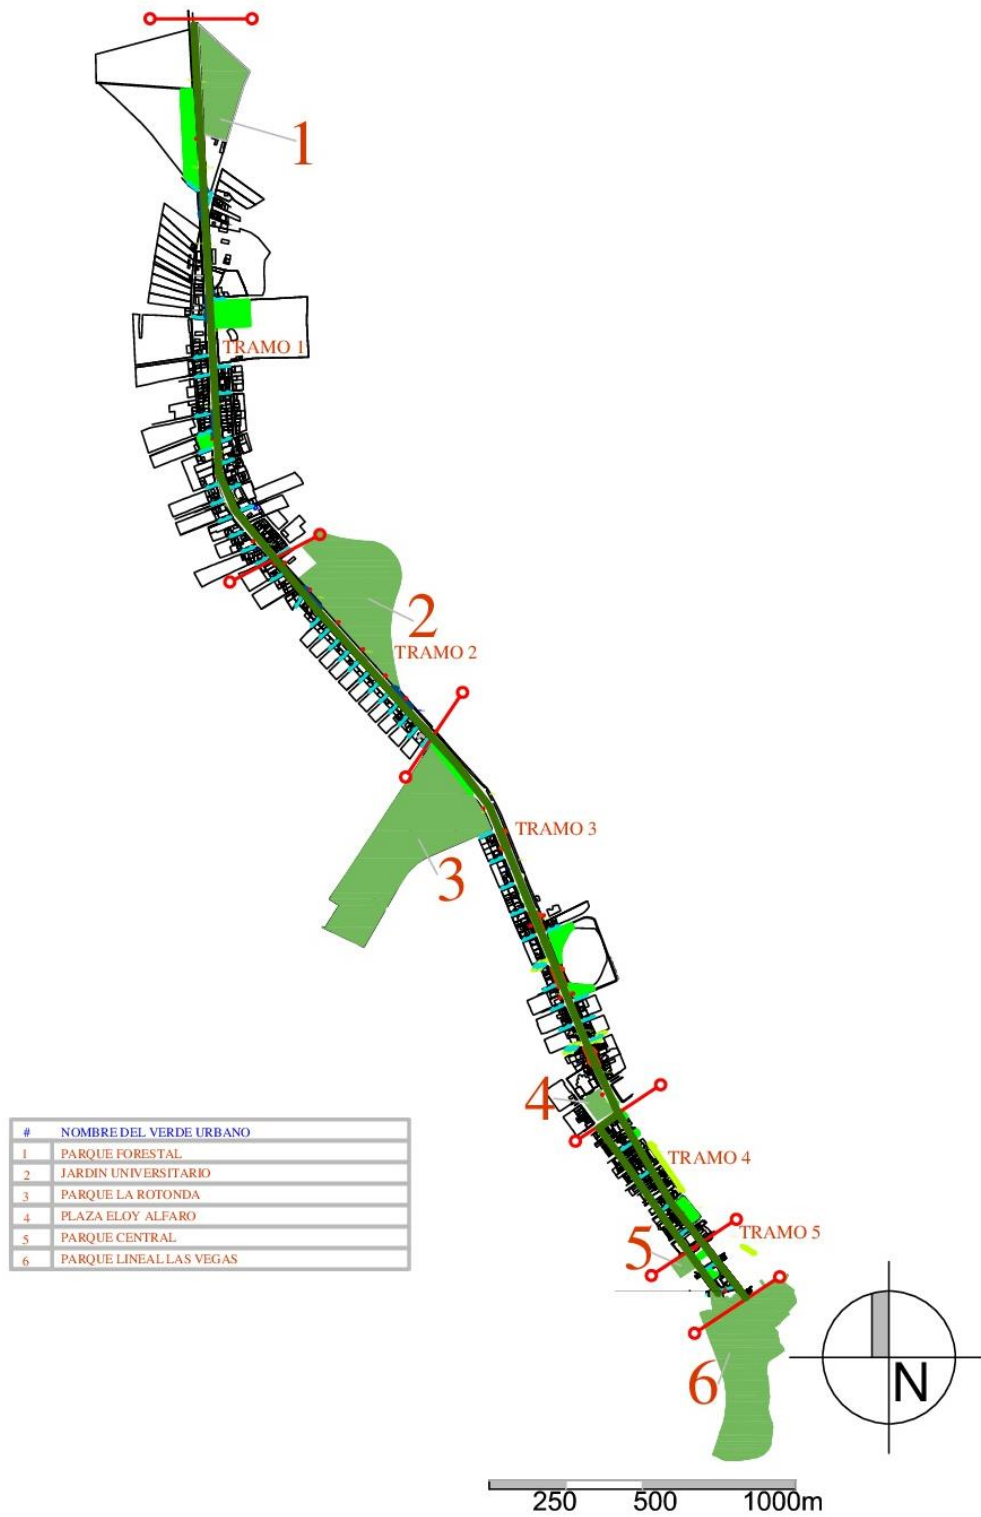 1
TRAMO 1
2
TRAMO 2
TRAMO 3
3
4
TRAMO 4
TRAMO 5
5
6
# NOMBRE DEL VERDE URBANO
1 PARQUE FORESTAL
2 JARDIN UNIVERSITARIO
3 PARQUE LA ROTONDA
4 PLAZA ELOY ALFARO
5 PARQUE CENTRAL
6 PARQUE LINEAL LAS VEGAS
N
250 500 1000m